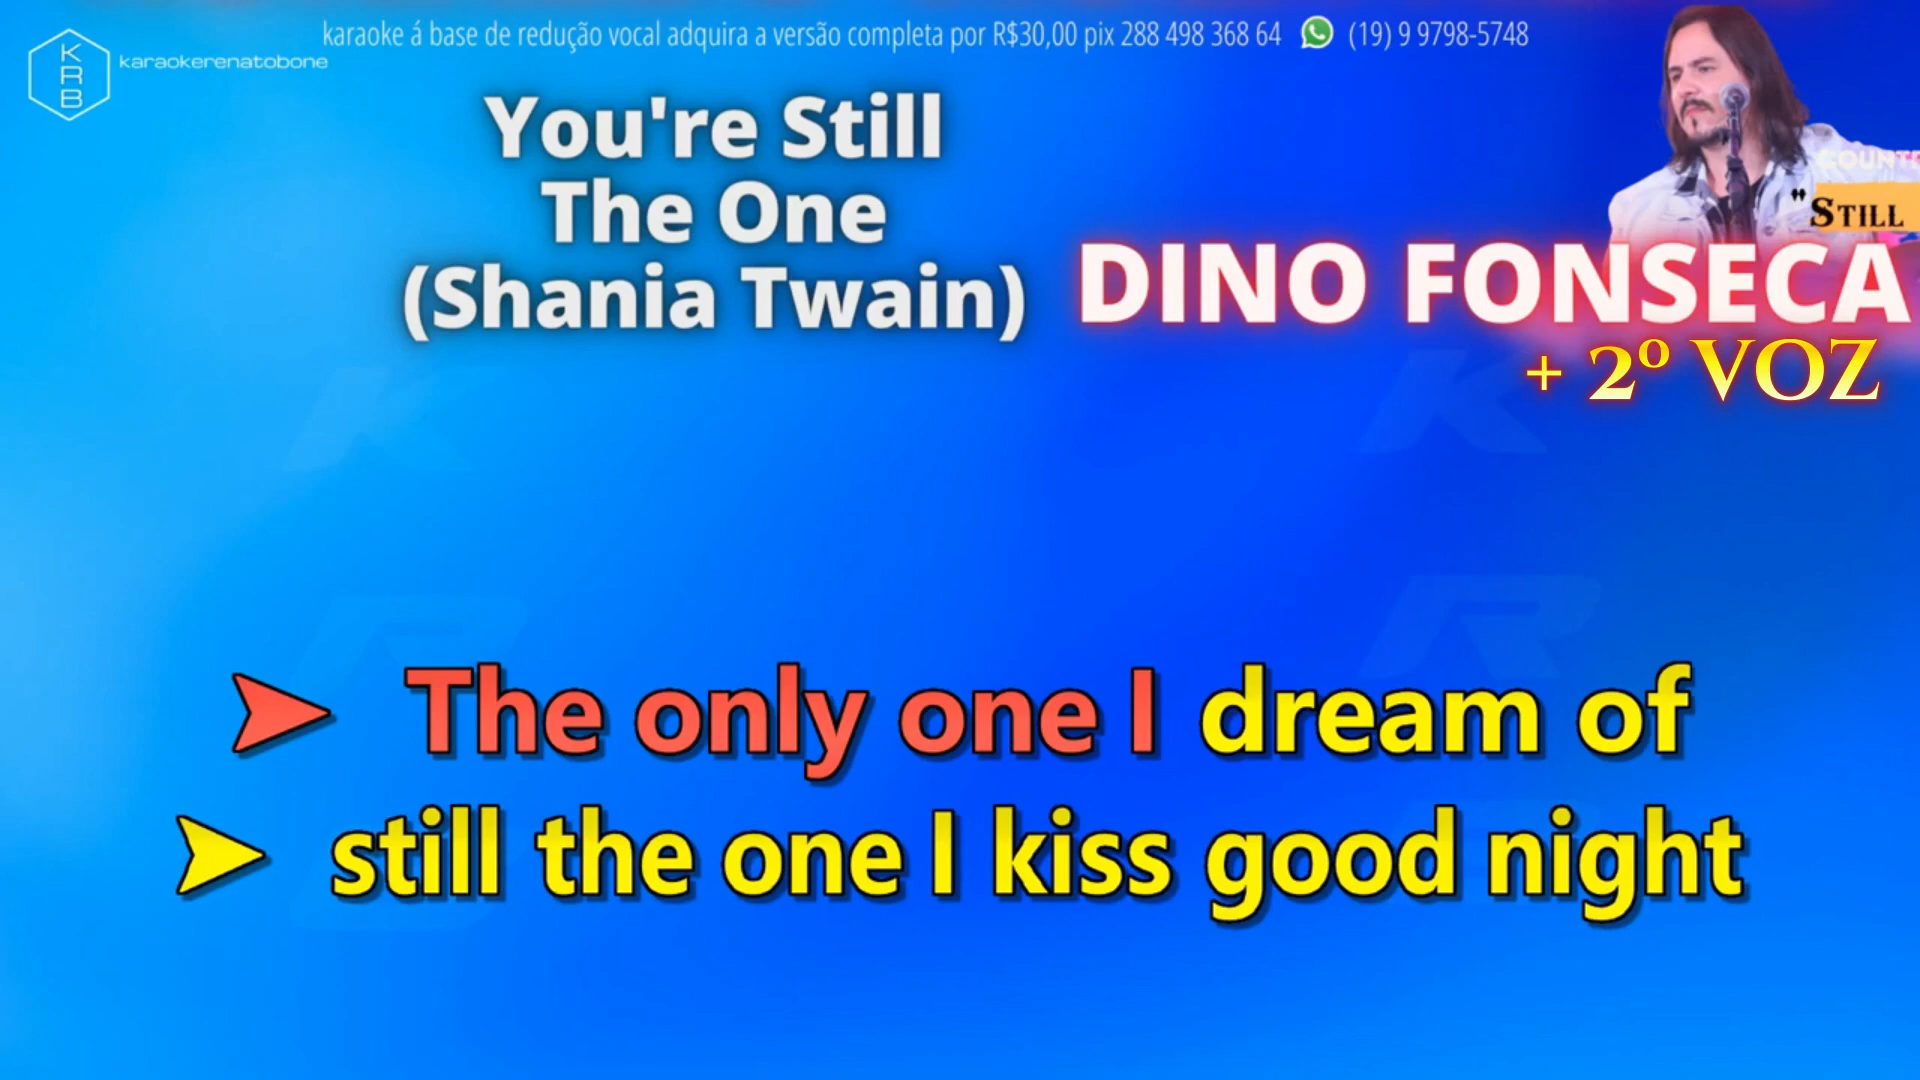 karaoke á base de redução vocal adquira a versão completa por R$30,00 pix 288 498 368 64 (19) 9 9798-5748
KRB
karaokerenatobone
You're Still
The One
(Shania Twain)
COUNTR
"STILL
DINO FONSECA
+ 2º VOZ
The only one I dream of
still the one I kiss good night